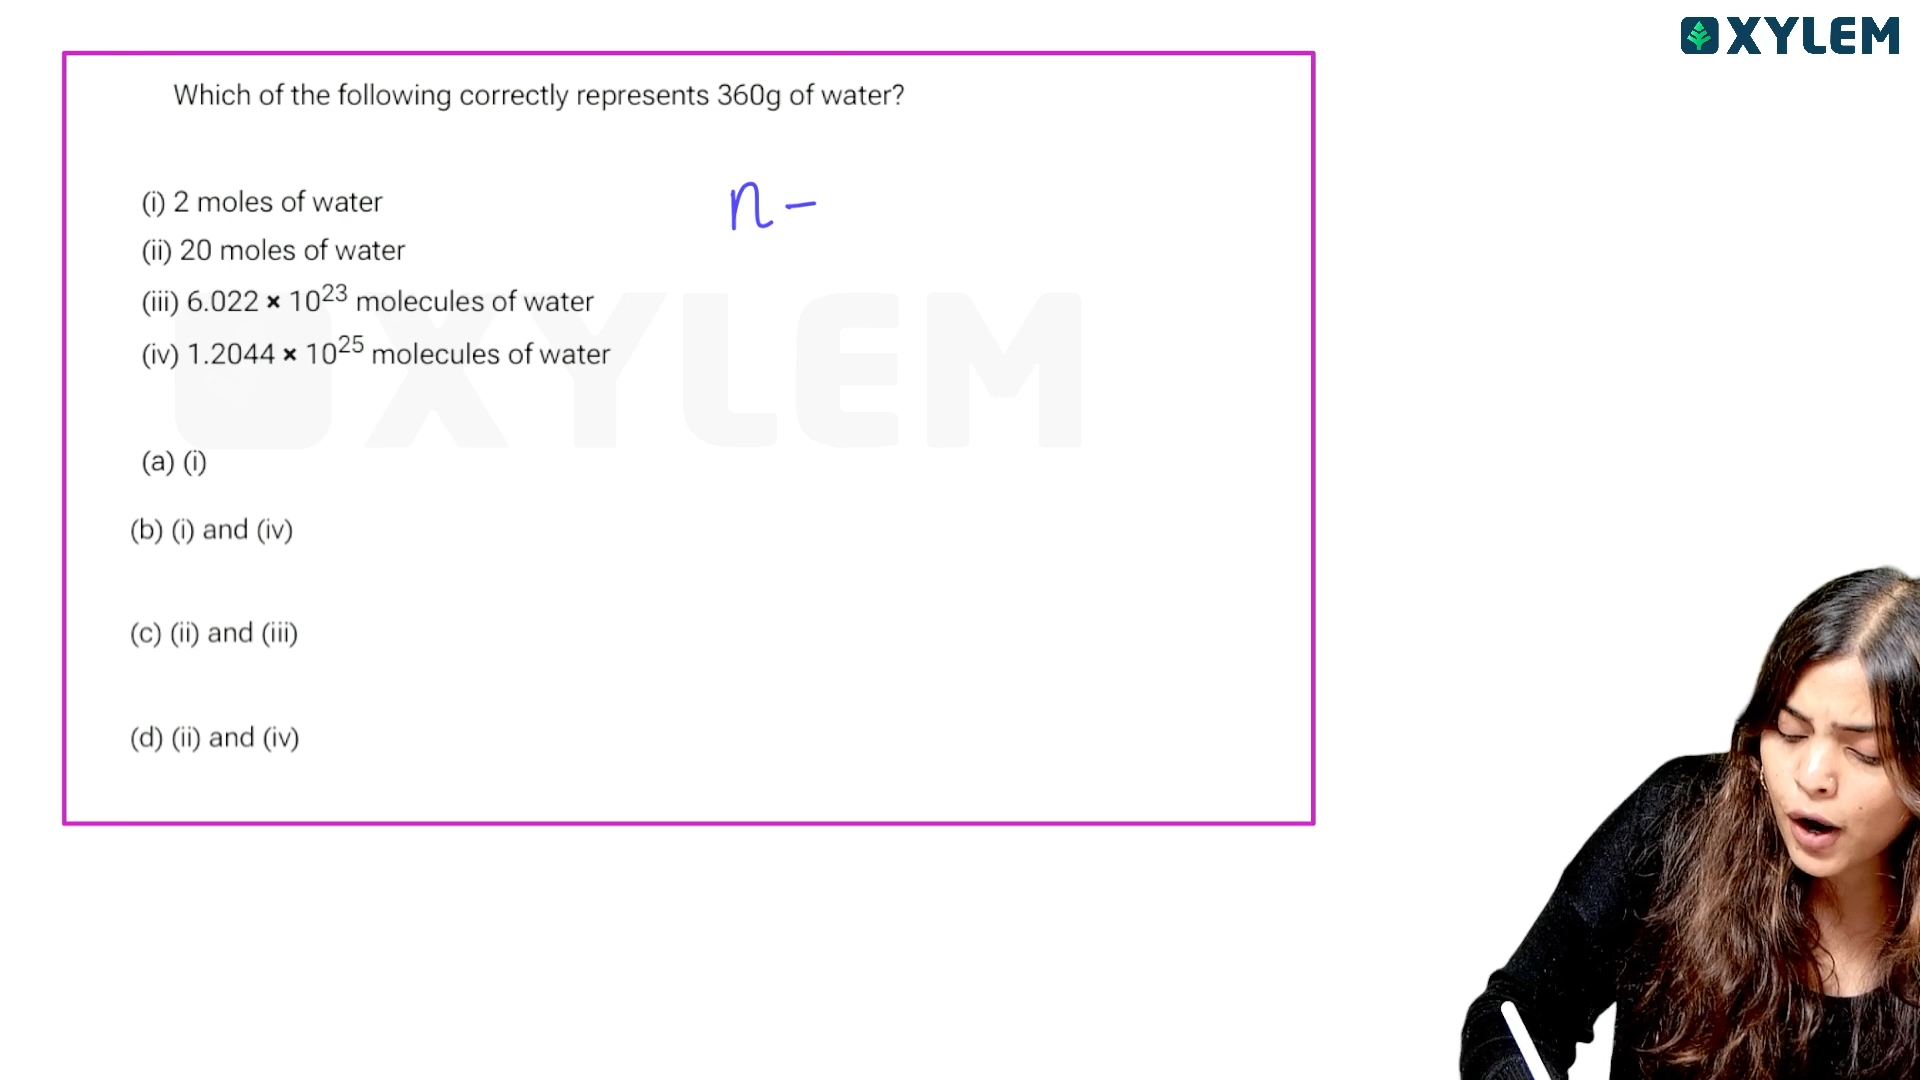 XYLEM
Which of the following correctly represents 360g of water?
(i) 2 moles of water
n -
(ii) 20 moles of water
(iii) 6.022 × 10²³ molecules of water
(iv) 1.2044 × 10²⁵ molecules of water
XYLEM
(a) (i)
(b) (i) and (iv)
(c) (ii) and (iii)
(d) (ii) and (iv)